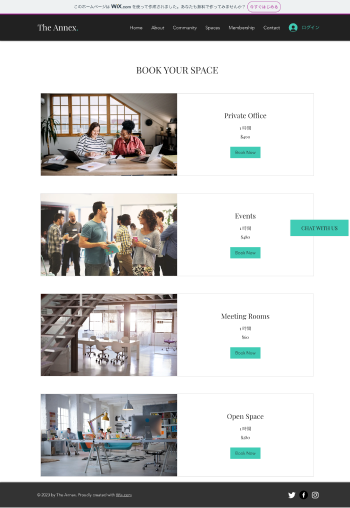 このホームページは WiX.com を使って作成されました。あなたも無料で作ってみませんか？ 今すぐはじめる
The Annex. Home About Community Spaces Membership Contact ログイン
BOOK YOUR SPACE
Private Office
1 時間
Book Now
Events
1 時間
Book Now
CHAT WITH US
Meeting Rooms
1 時間
Book Now
Open Space
1 時間
Book Now
© 2023 by The Annex. Proudly created with Wix.com